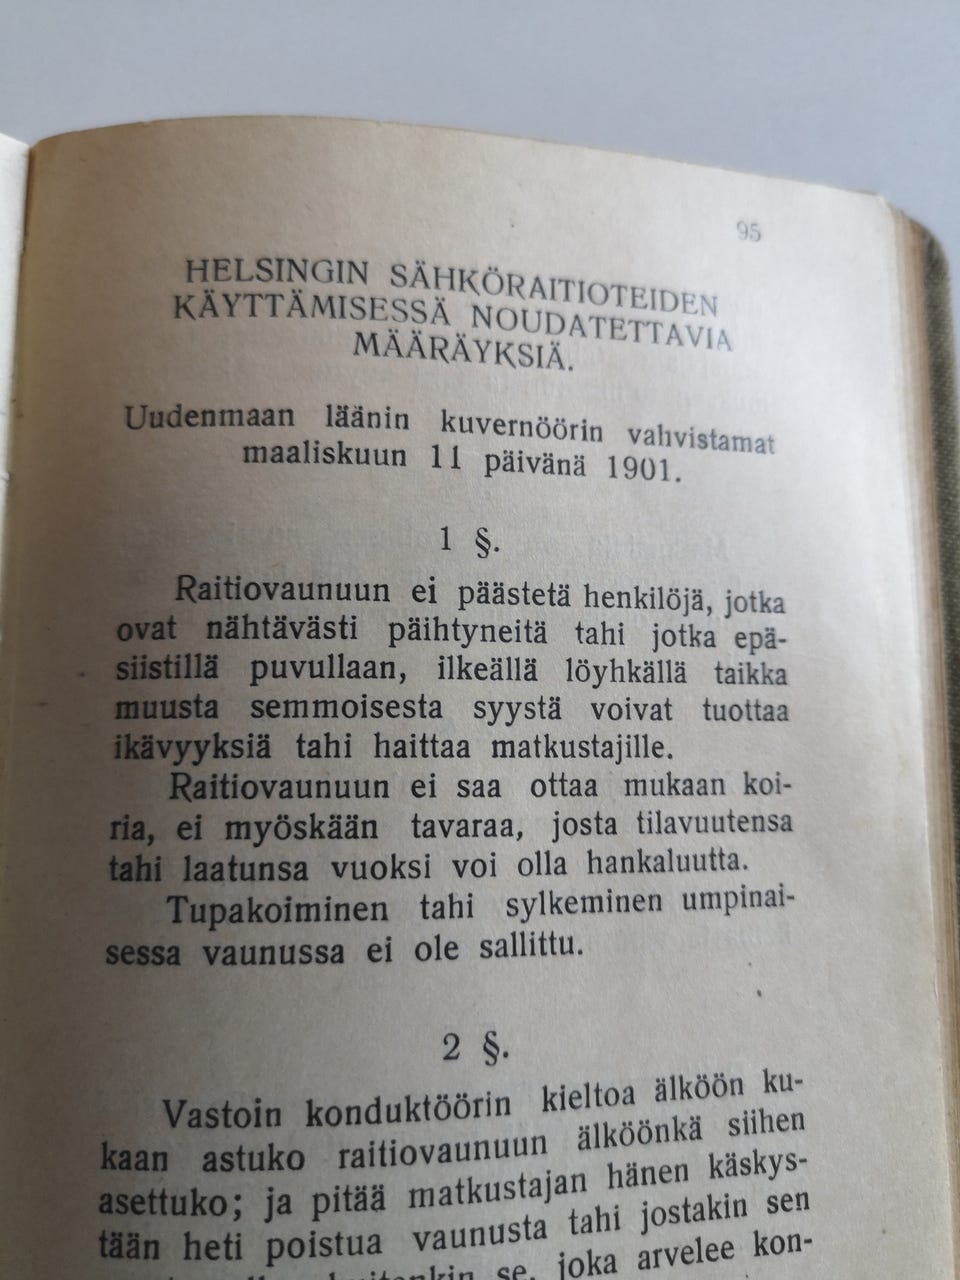 95
HELSINGIN SÄHKÖRAITIOTEIDEN
KÄYTTÄMISESSÄ NOUDATETTAVIA
MÄÄRÄYKSIÄ.
Uudenmaan läänin kuvernöörin vahvistamat
maaliskuun 11 päivänä 1901.
1 §.
Raitiovaunuun ei päästetä henkilöjä, jotka
ovat nähtävästi päihtyneitä tahi jotka epä-
siistillä puvullaan, ilkeällä löyhkällä taikka
muusta semmoisesta syystä voivat tuottaa
ikävyyksiä tahi haittaa matkustajille.
Raitiovaunuun ei saa ottaa mukaan koi-
ria, ei myöskään tavaraa, josta tilavuutensa
tahi laatunsa vuoksi voi olla hankaluutta.
Tupakoiminen tahi sylkeminen umpinai-
sessa vaunussa ei ole sallittu.
2 §.
Vastoin konduktöörin kieltoa älköön ku-
kaan astuko raitiovaunuun älköönkä siihen
asettuko; ja pitää matkustajan hänen käskys-
tään heti poistua vaunusta tahi jostakin sen
se, joka arvelee kon-